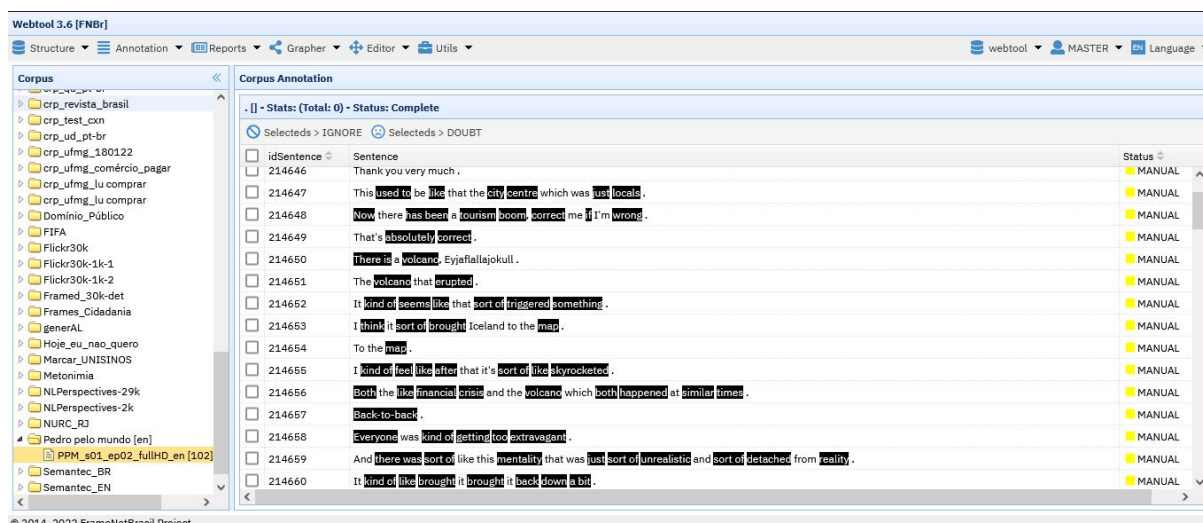 Webtool 3.6 [FNBr]
Structure Annotation Reports Grapher Editor Utils webtool MASTER EN Language
Corpus
crp_revista_brasil
crp_test_cxn
crp_ud_pt-br
crp_ufmg_180122
crp_ufmg_comércio_pagar
crp_ufmg_lu comprar
crp_ufmg_lu comprar
Domínio_Público
FIFA
Flickr30k
Flickr30k-1k-1
Flickr30k-1k-2
Framed_30k-det
Frames_Cidadania
generAL
Hoje_eu_nao_quero
Marcar_UNISINOS
Metonimia
NLPerspectives-29k
NLPerspectives-2k
NURC_RJ
Pedro pelo mundo [en]
PPM_s01_ep02_fullHD_en [102]
Semantec_BR
Semantec_EN
Corpus Annotation
. [] - Stats: (Total: 0) - Status: Complete
Selecteds > IGNORE Selecteds > DOUBT
idSentence Sentence Status
214646 Thank you very much . MANUAL
214647 This used to be like that the city centre which was just locals . MANUAL
214648 Now there has been a tourism boom, correct me if I'm wrong . MANUAL
214649 That's absolutely correct . MANUAL
214650 There is a volcano, Eyjaflallajokull . MANUAL
214651 The volcano that erupted . MANUAL
214652 It kind of seems like that sort of triggered something . MANUAL
214653 I think it sort of brought Iceland to the map . MANUAL
214654 To the map . MANUAL
214655 I kind of feel like after that it's sort of like skyrocketed . MANUAL
214656 Both the like financial crisis and the volcano which both happened at similar times . MANUAL
214657 Back-to-back . MANUAL
214658 Everyone was kind of getting too extravagant . MANUAL
214659 And there was sort of like this mentality that was just sort of unrealistic and sort of detached from reality . MANUAL
214660 It kind of like brought it brought it back down a bit . MANUAL
© 2014, 2022 FrameNetBrasil Project